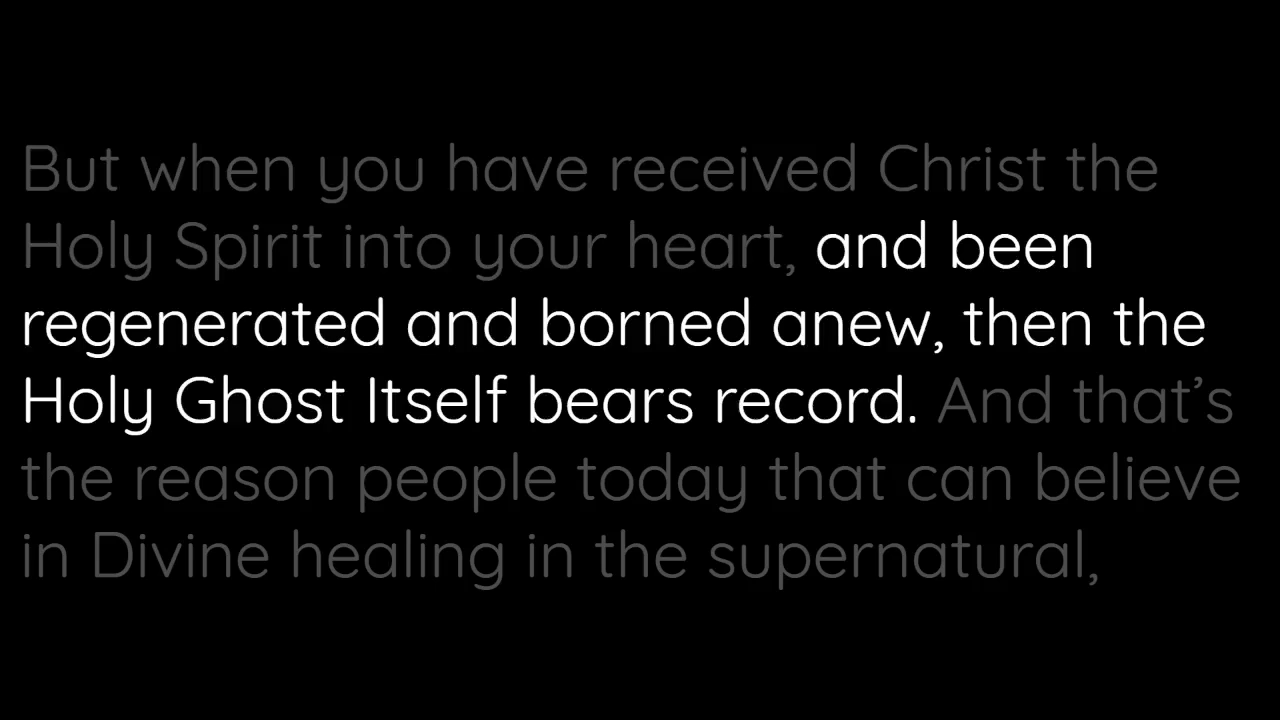 But when you have received Christ the
Holy Spirit into your heart, and been
regenerated and borned anew, then the
Holy Ghost Itself bears record. And that’s
the reason people today that can believe
in Divine healing in the supernatural,